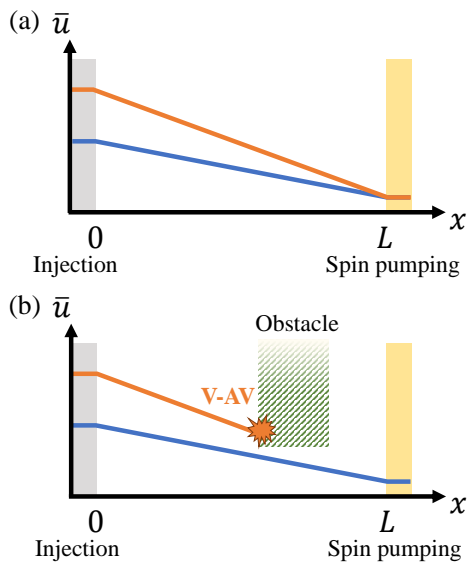 (a) ū
0 L x
Injection Spin pumping
(b) ū
Obstacle
V-AV
0 L x
Injection Spin pumping